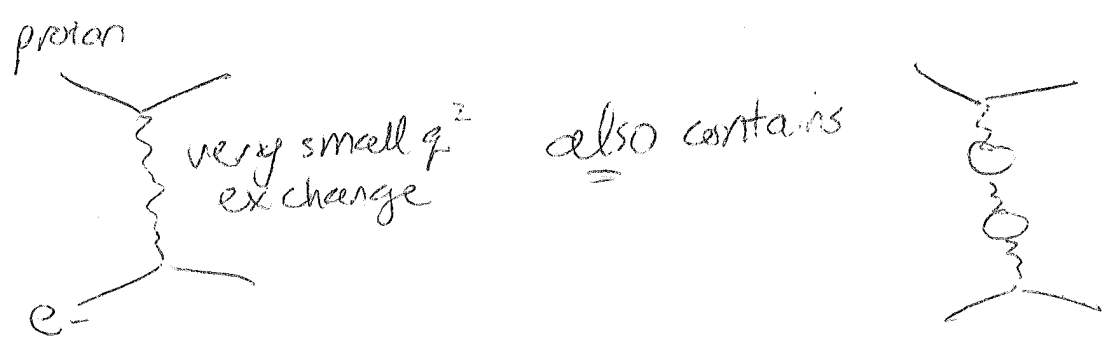 proton
very small q² also contains
exchange
e-